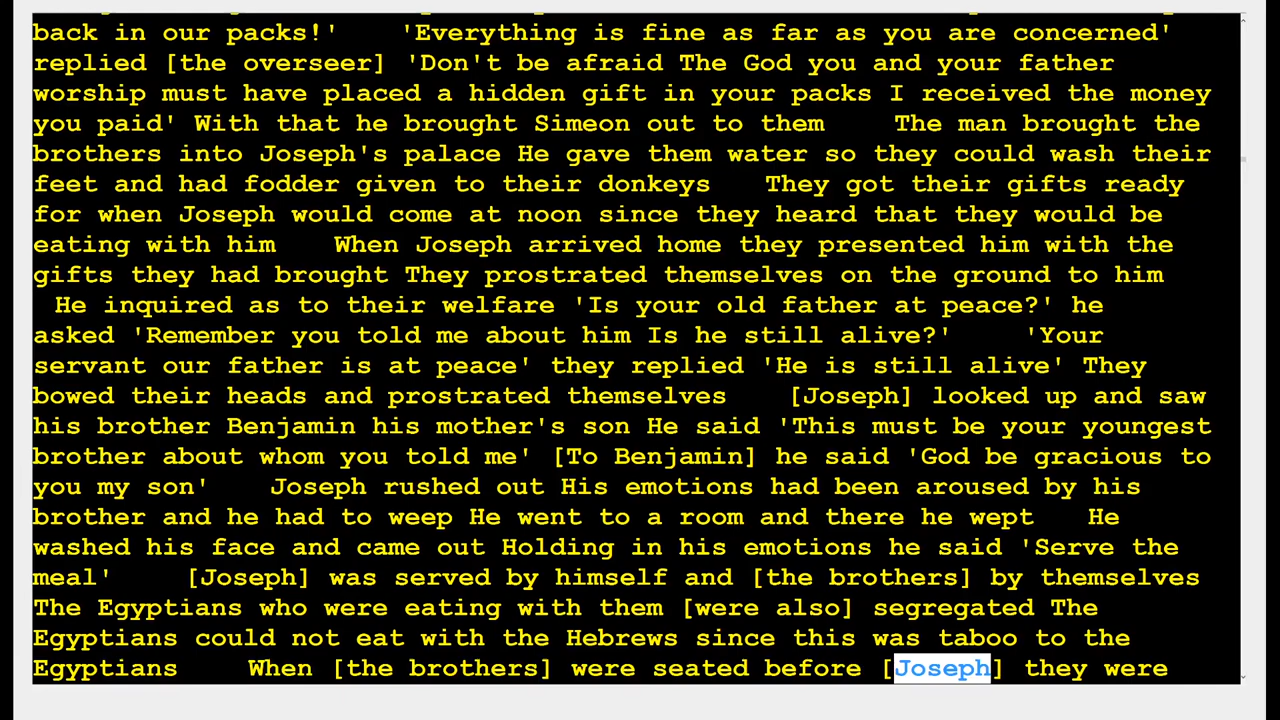 back in our packs!' 'Everything is fine as far as you are concerned'
replied [the overseer] 'Don't be afraid The God you and your father
worship must have placed a hidden gift in your packs I received the money
you paid' With that he brought Simeon out to them The man brought the
brothers into Joseph's palace He gave them water so they could wash their
feet and had fodder given to their donkeys They got their gifts ready
for when Joseph would come at noon since they heard that they would be
eating with him When Joseph arrived home they presented him with the
gifts they had brought They prostrated themselves on the ground to him
He inquired as to their welfare 'Is your old father at peace?' he
asked 'Remember you told me about him Is he still alive?' 'Your
servant our father is at peace' they replied 'He is still alive' They
bowed their heads and prostrated themselves [Joseph] looked up and saw
his brother Benjamin his mother's son He said 'This must be your youngest
brother about whom you told me' [To Benjamin] he said 'God be gracious to
you my son' Joseph rushed out His emotions had been aroused by his
brother and he had to weep He went to a room and there he wept He
washed his face and came out Holding in his emotions he said 'Serve the
meal' [Joseph] was served by himself and [the brothers] by themselves
The Egyptians who were eating with them [were also] segregated The
Egyptians could not eat with the Hebrews since this was taboo to the
Egyptians When [the brothers] were seated before [Joseph] they were